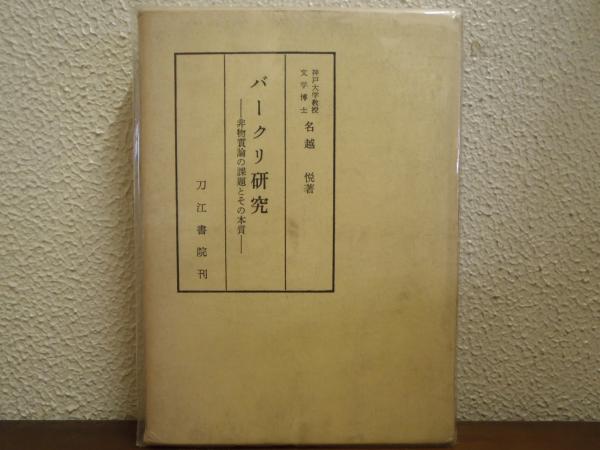 神戸大学教授
文学博士
名越 悦著
バークリ研究
——非物質論の課題とその本質——
刀江書院刊